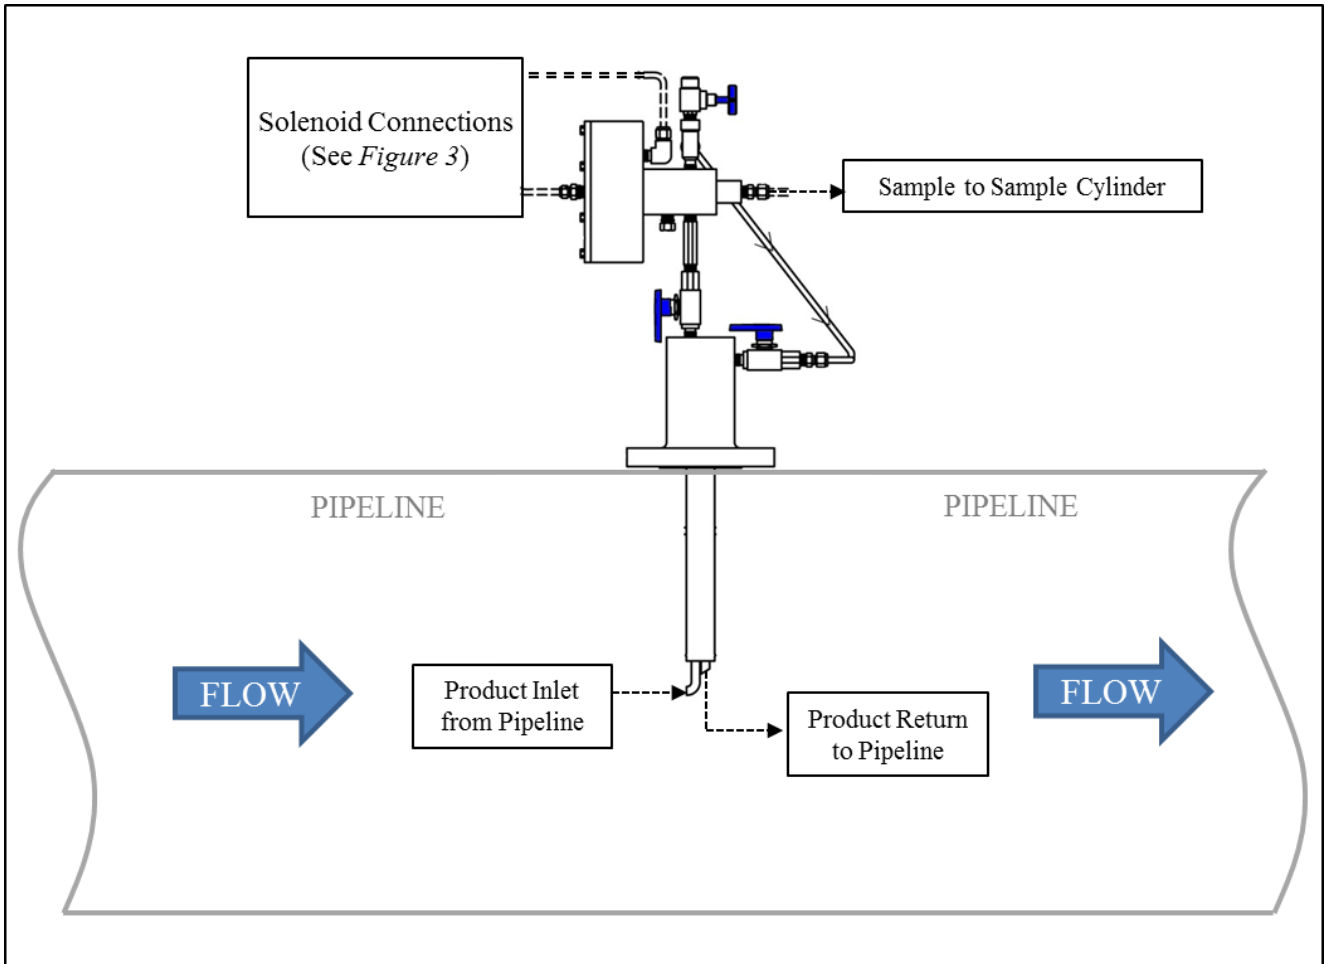 Solenoid Connections
(See Figure 3)
Sample to Sample Cylinder
PIPELINE
PIPELINE
FLOW
Product Inlet
from Pipeline
FLOW
Product Return
to Pipeline